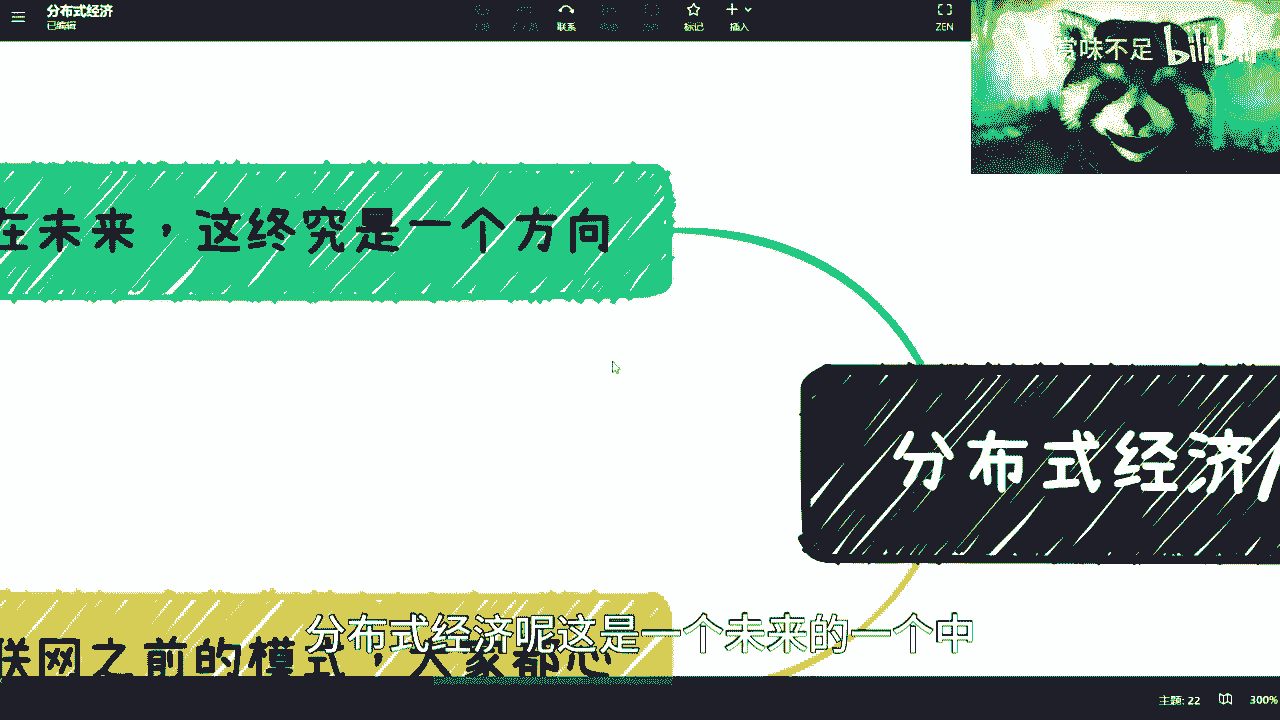 分布式经济
已编辑
联系
标记
插入
ZEN
赏味不足 bilibili
在未来，这终究是一个方向
分布式经济/
联网之前的模式，大家都心
分布式经济呢这是一个未来的一个中
主题: 22
300%